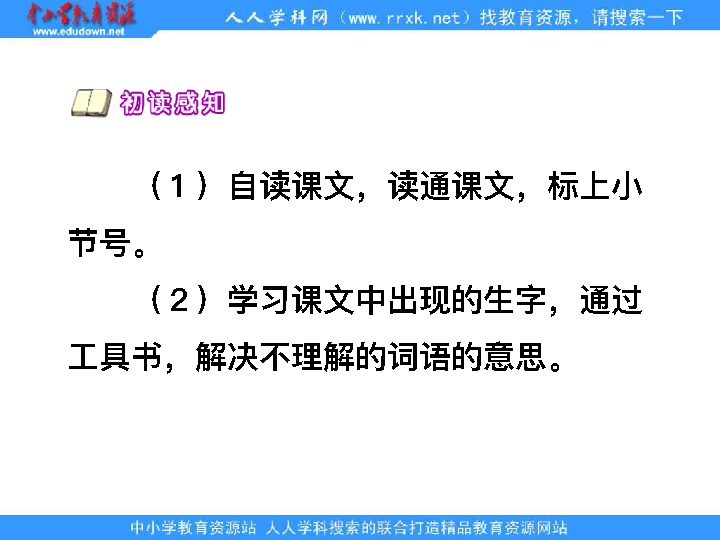 中小学教育资源
www.edudown.net
人人学科网（www.rrxk.net）找教育资源，请搜索一下
初读感知
（1）自读课文，读通课文，标上小
节号。
（2）学习课文中出现的生字，通过
工具书，解决不理解的词语的意思。
中小学教育资源站 人人学科搜索的联合打造精品教育资源网站